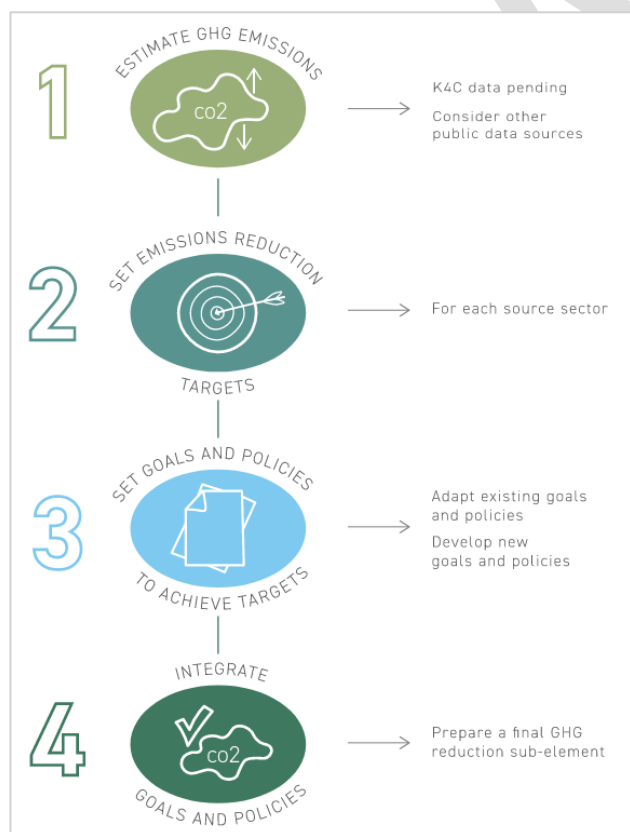 1
ESTIMATE GHG EMISSIONS
co2
K4C data pending
Consider other
public data sources
2
SET EMISSIONS REDUCTION
TARGETS
For each source sector
3
SET GOALS AND POLICIES
TO ACHIEVE TARGETS
Adapt existing goals
and policies
Develop new
goals and policies
4
INTEGRATE
co2
GOALS AND POLICIES
Prepare a final GHG
reduction sub-element